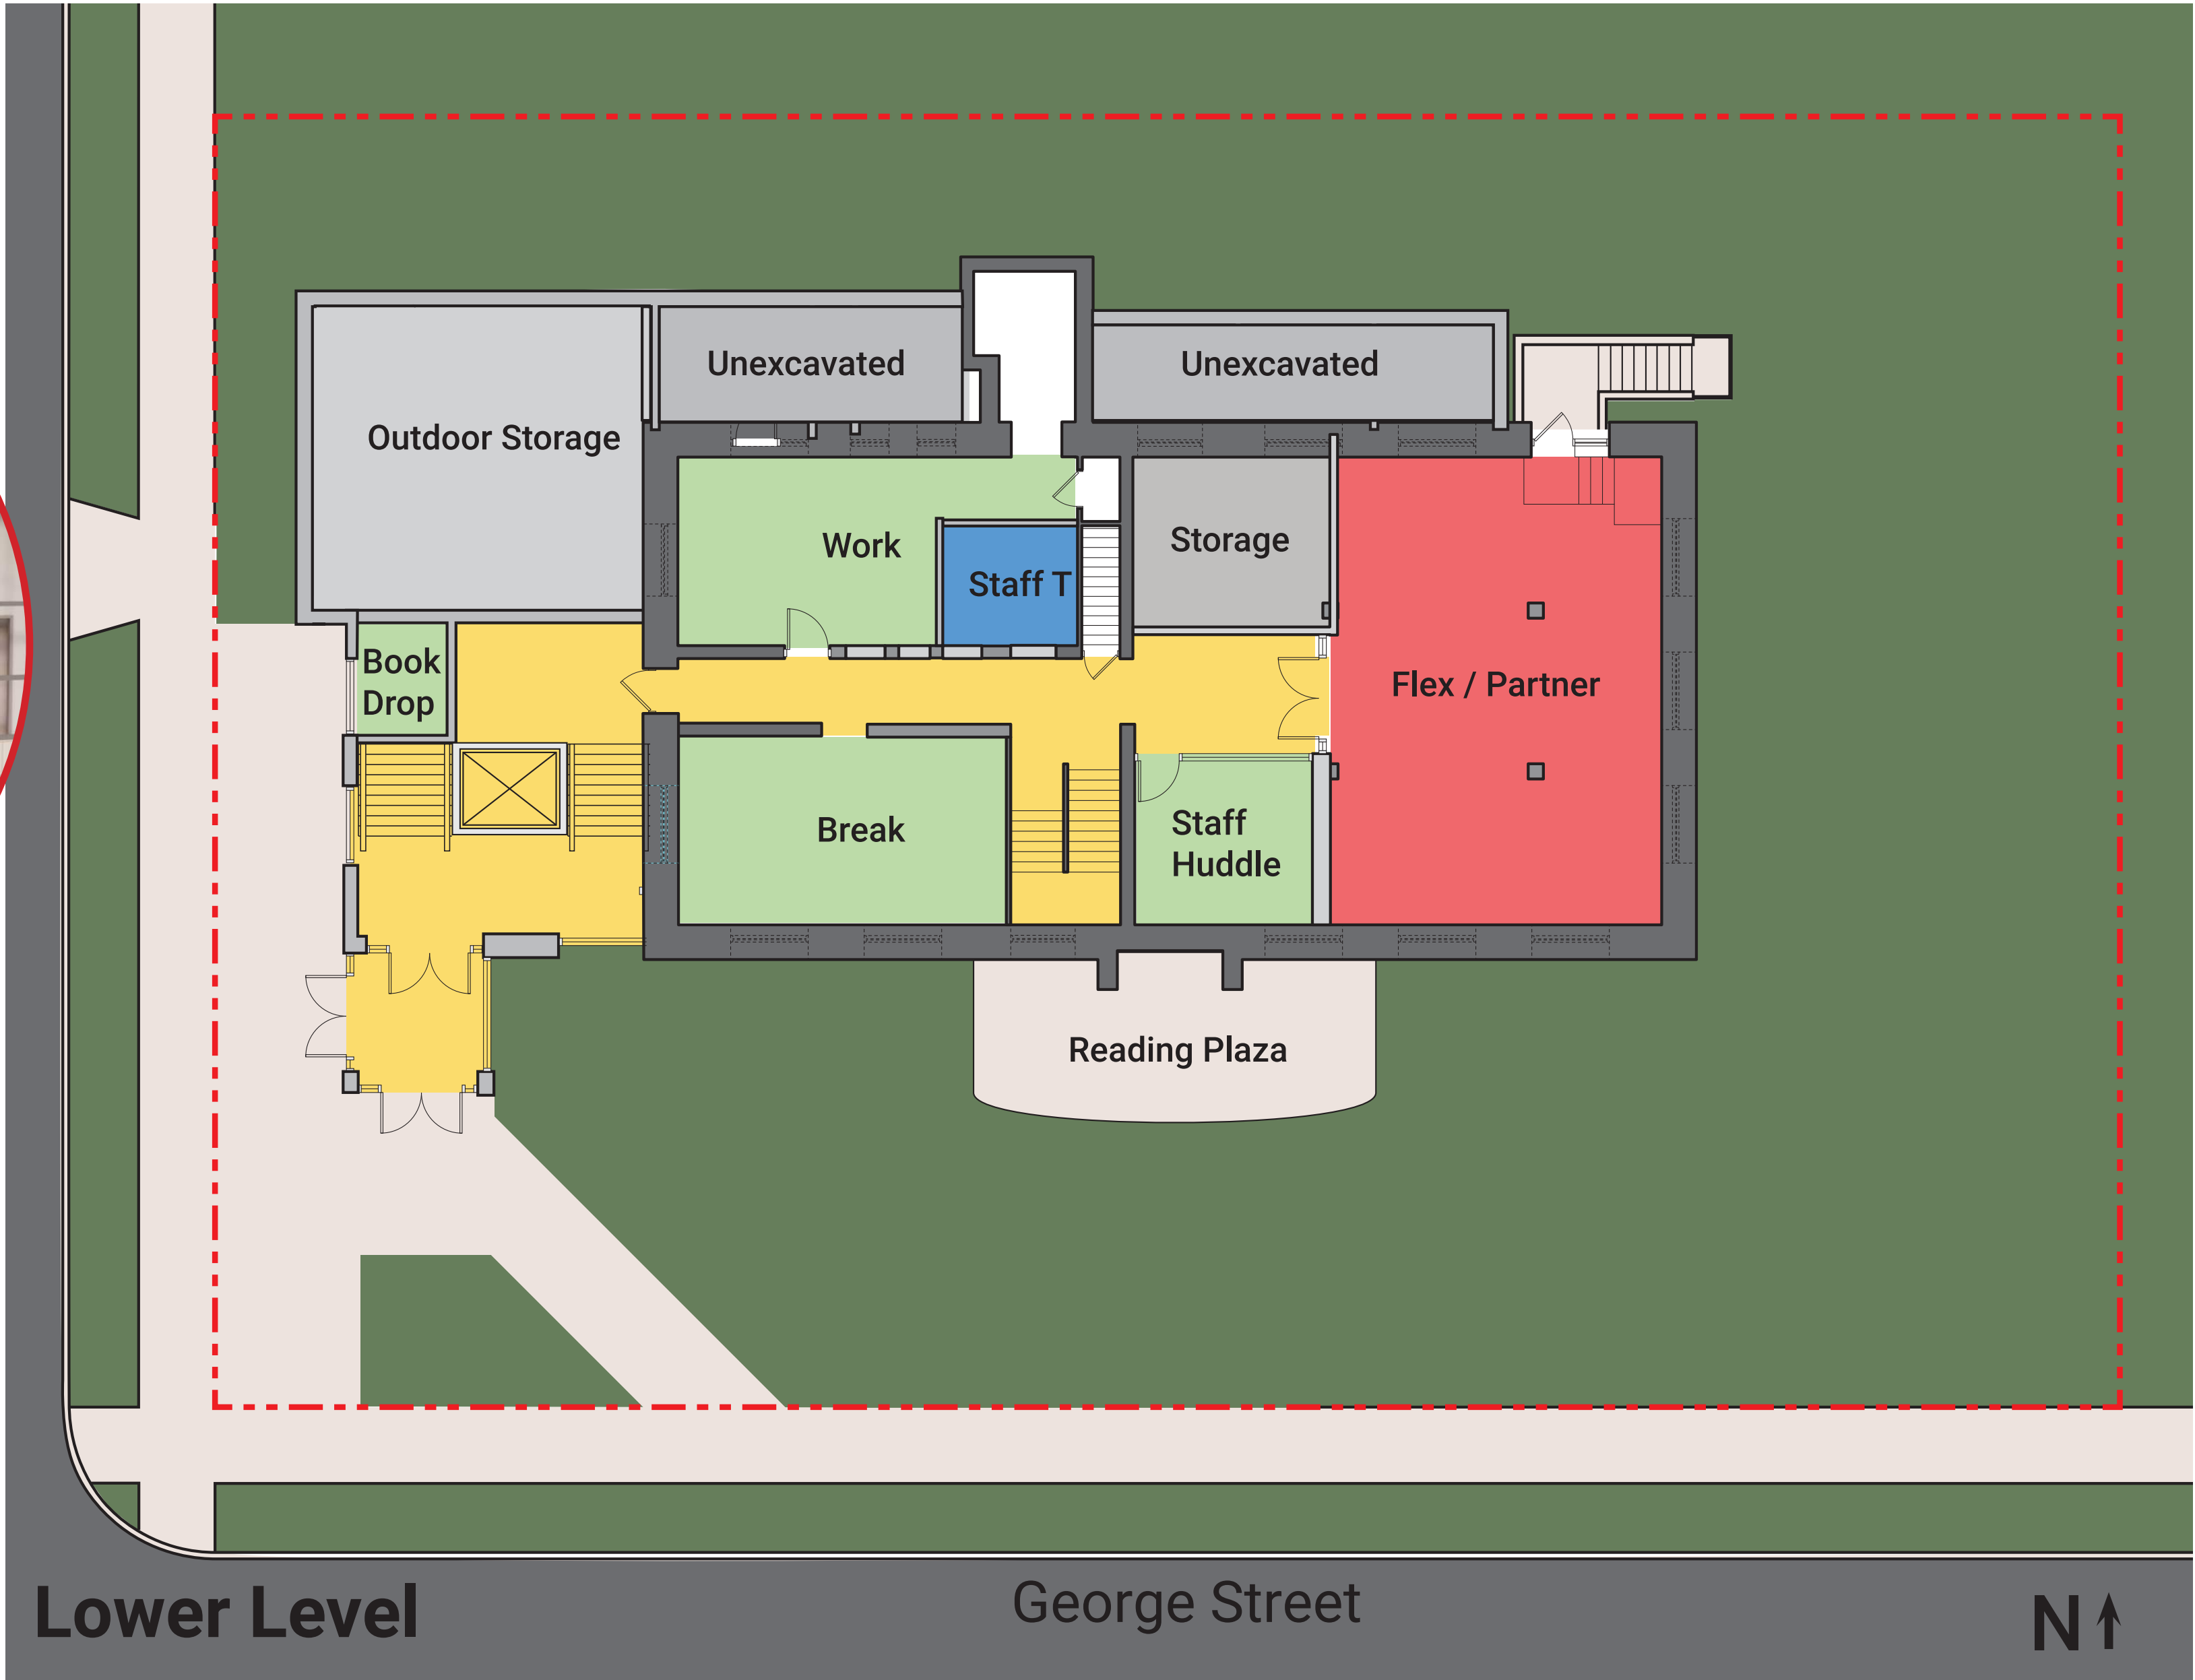 Unexcavated
Unexcavated
Outdoor Storage
Work
Storage
Staff T
Book
Drop
Flex / Partner
Break
Staff
Huddle
Reading Plaza
Lower Level
George Street
N